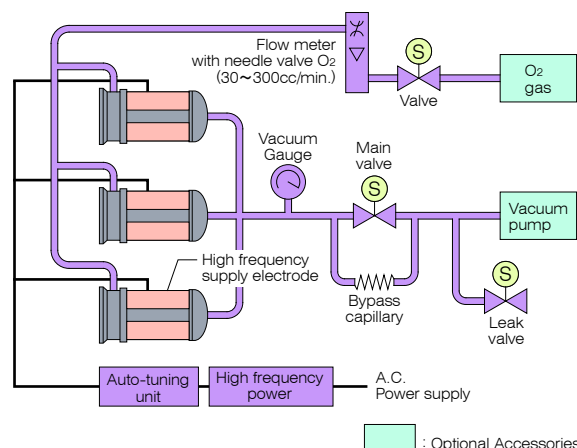 Flow meter
with needle valve O₂
(30～300cc/min.)
S
Valve
O₂
gas
Vacuum
Gauge
Main
valve
S
Vacuum
pump
High frequency
supply electrode
Bypass
capillary
S
Leak
valve
Auto-tuning
unit
High frequency
power
A.C.
Power supply
: Optional Accessories